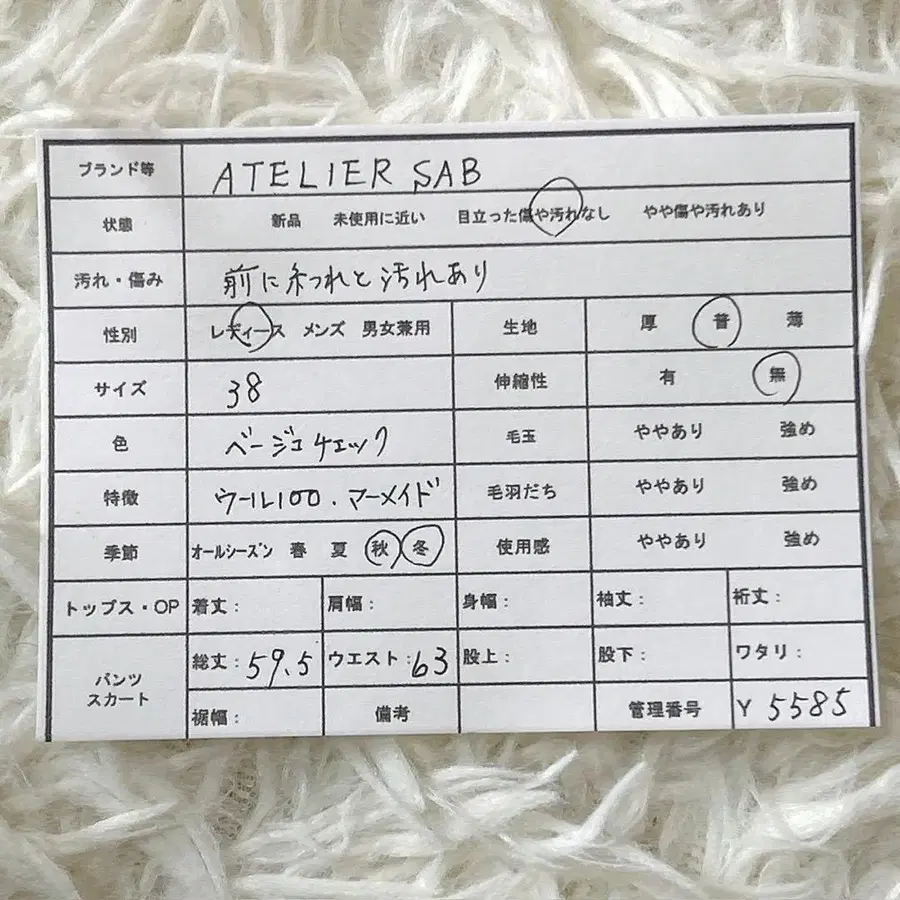 ブランド等 ATELIER SAB
状態 新品 未使用に近い 目立った傷や汚れなし やや傷や汚れあり
汚れ・傷み 前に糸つれと汚れあり
性別 レディース メンズ 男女兼用 生地 厚 普 薄
サイズ 38 伸縮性 有 無
色 ベージュチェック 毛玉 ややあり 強め
特徴 ウール100.マーメイド 毛羽だち ややあり 強め
季節 オールシーズン 春 夏 秋 冬 使用感 ややあり 強め
トップス・OP 着丈: 肩幅: 身幅: 袖丈: 裄丈:
パンツ
スカート
総丈:59.5 ウエスト:63 股上: 股下: ワタリ:
裾幅: 備考 管理番号 Y 5585